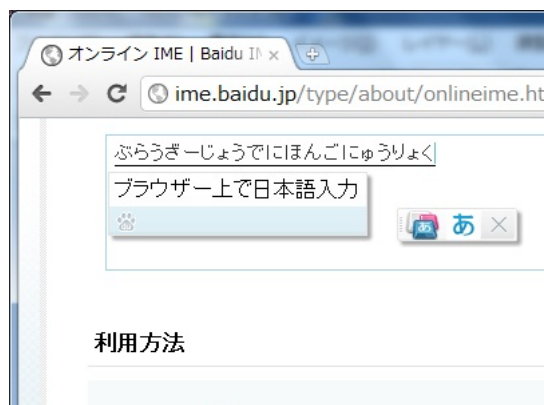 オンライン IME | Baidu IM
ime.baidu.jp/type/about/onlineime.ht
ぶらうざーじょうでにほんごにゅうりょく
ブラウザー上で日本語入力
あ あ
利用方法